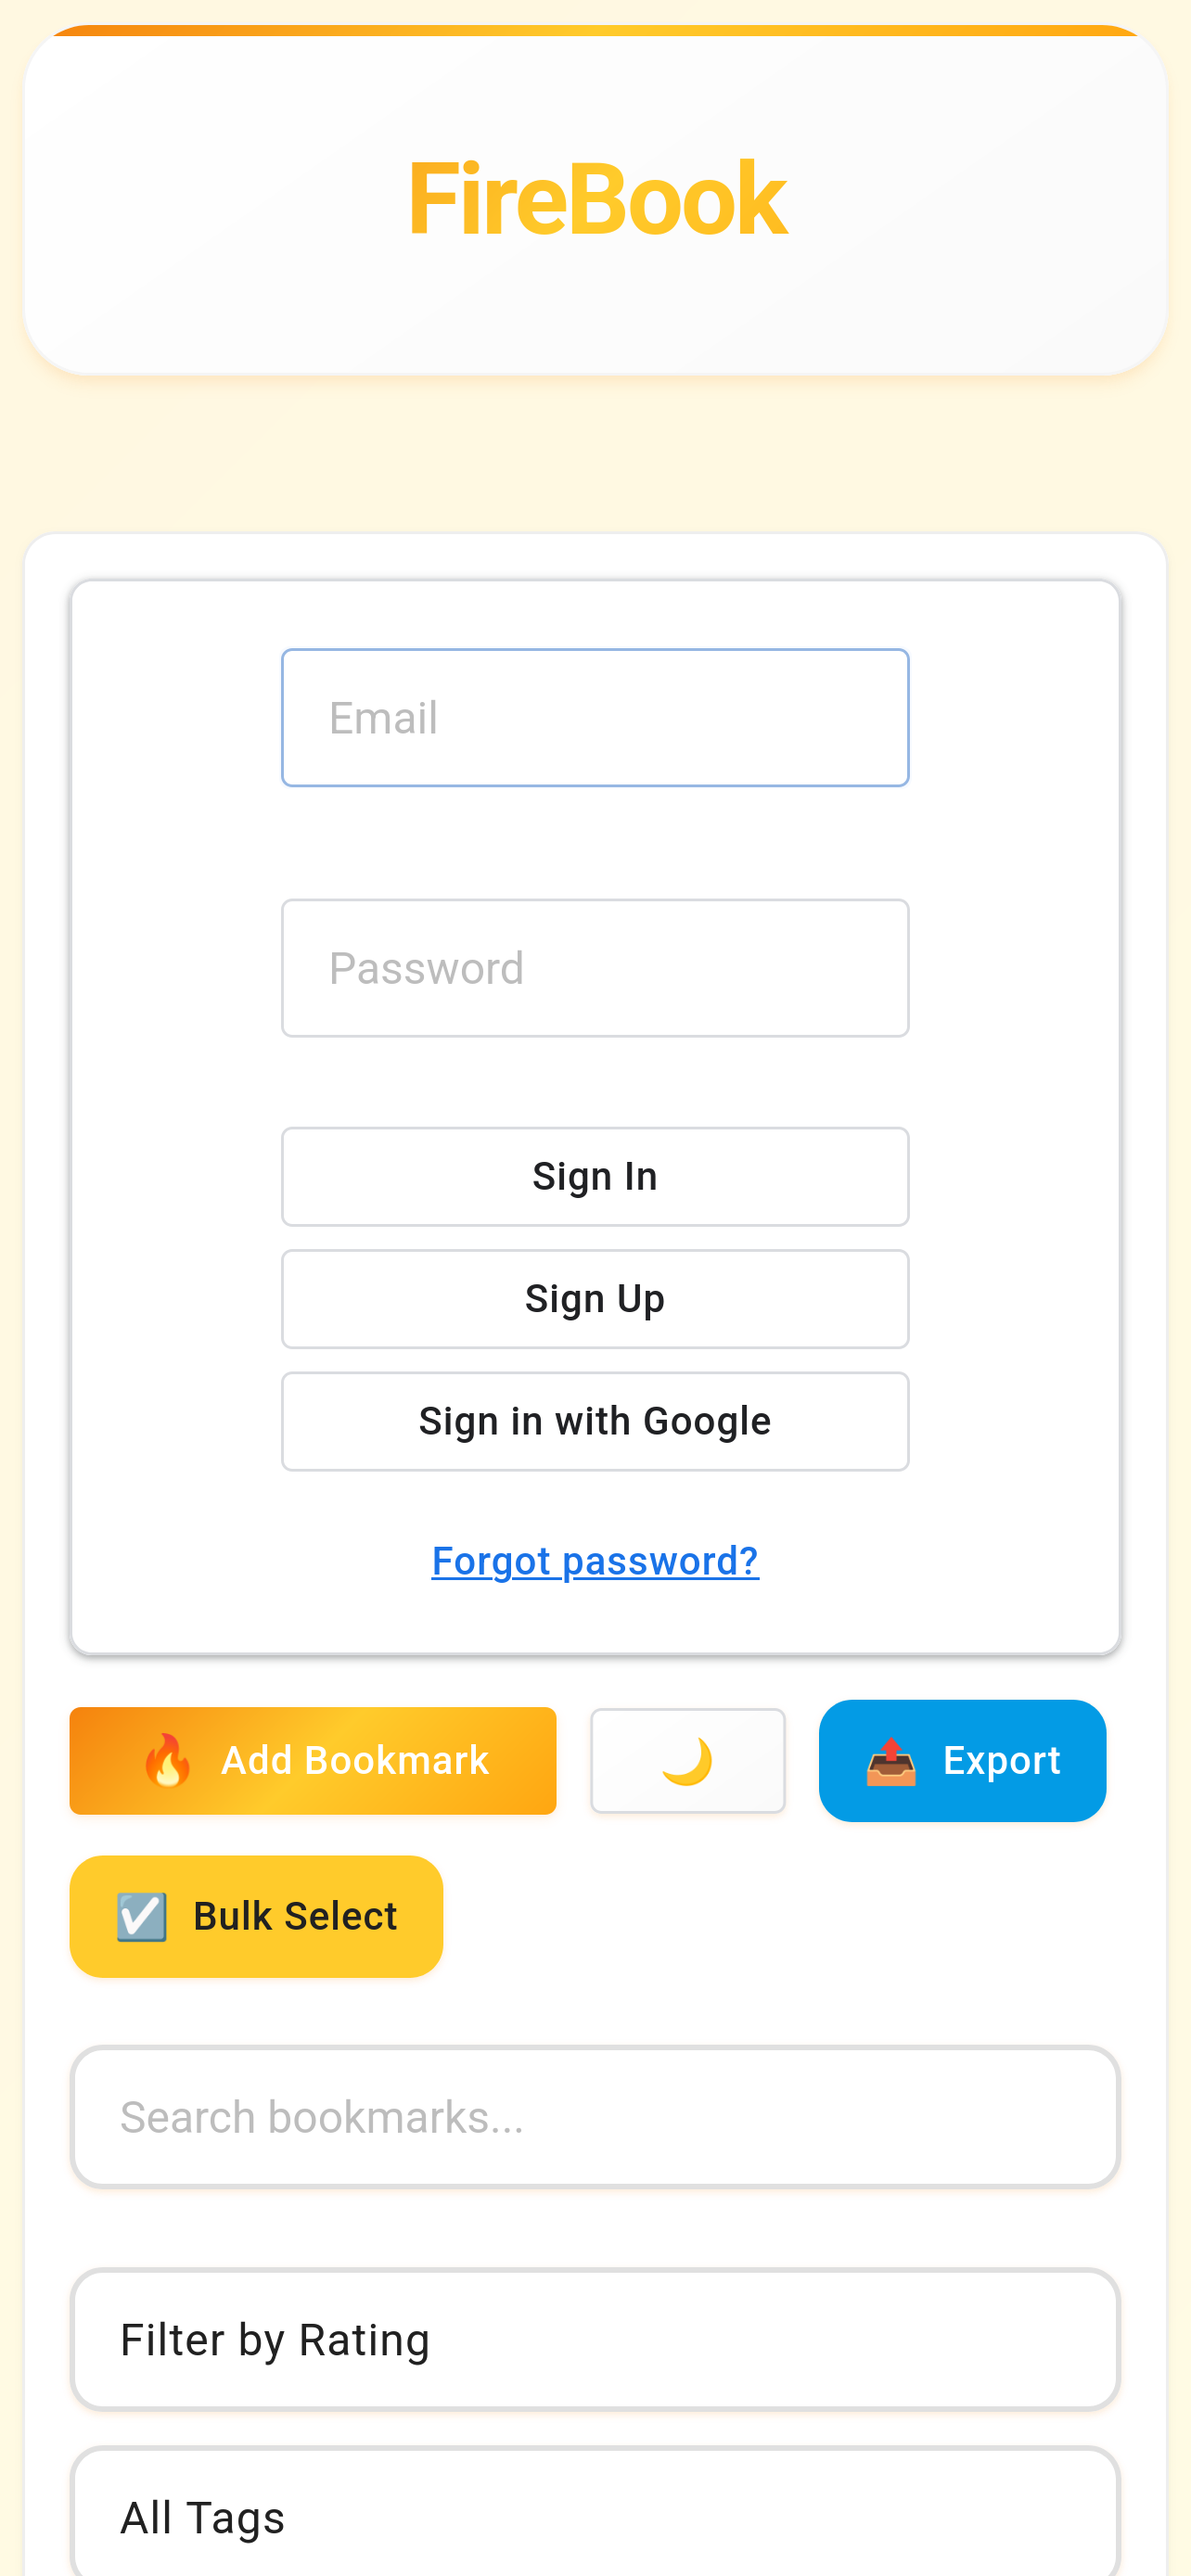 FireBook
Email
Password
Sign In
Sign Up
Sign in with Google
Forgot password?
🔥 Add Bookmark
🌙
📤 Export
☑️ Bulk Select
Search bookmarks...
Filter by Rating
All Tags